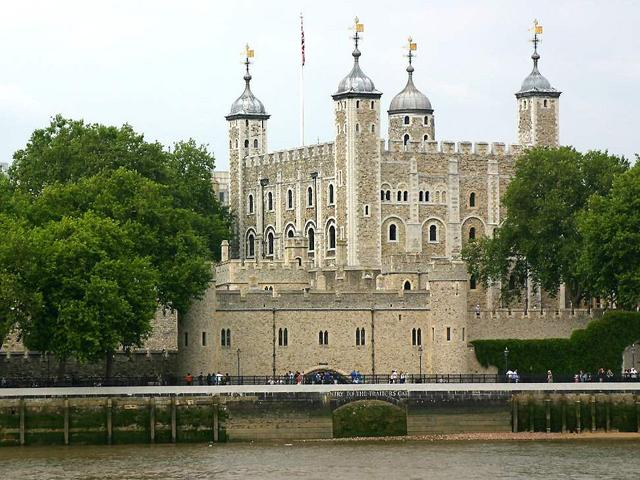 ENTRY TO THE TRAITORS GATE